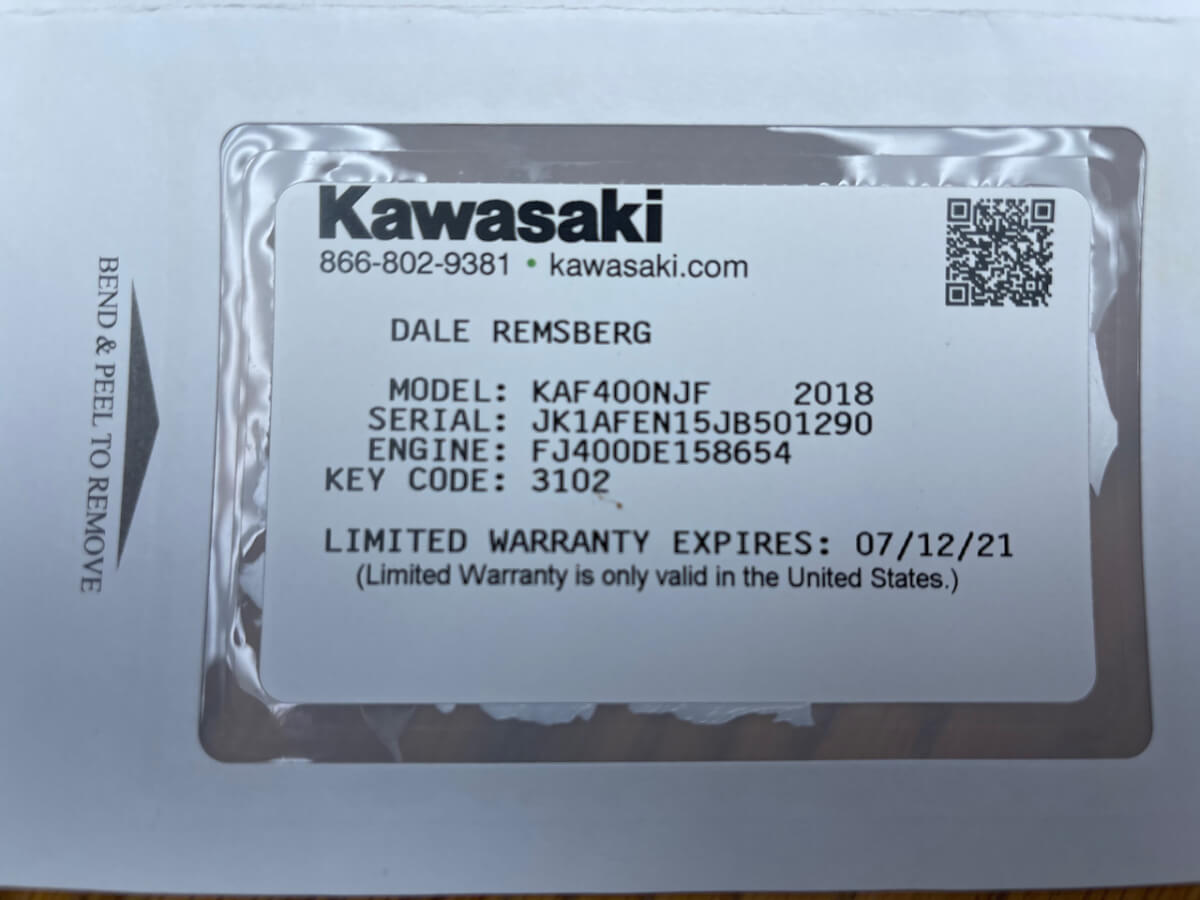 Kawasaki
866-802-9381 • kawasaki.com
DALE REMSBERG
MODEL: KAF400NJF 2018
SERIAL: JK1AFEN15JB501290
ENGINE: FJ400DE158654
KEY CODE: 3102
LIMITED WARRANTY EXPIRES: 07/12/21
(Limited Warranty is only valid in the United States.)
BEND & PEEL TO REMOVE